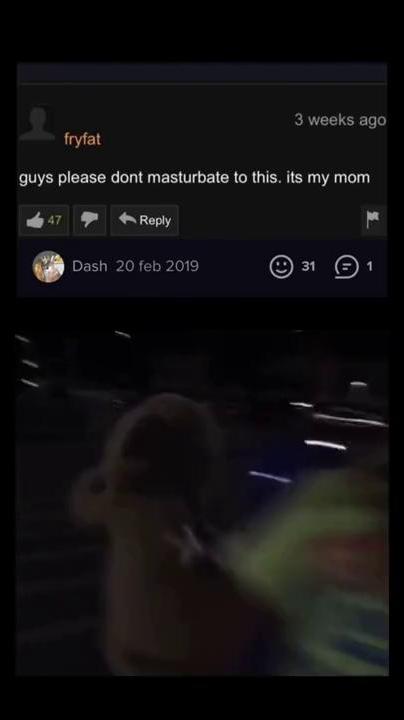 3 weeks ago
fryfat
guys please dont masturbate to this. its my mom
47
Reply
Dash 20 feb 2019
31
1